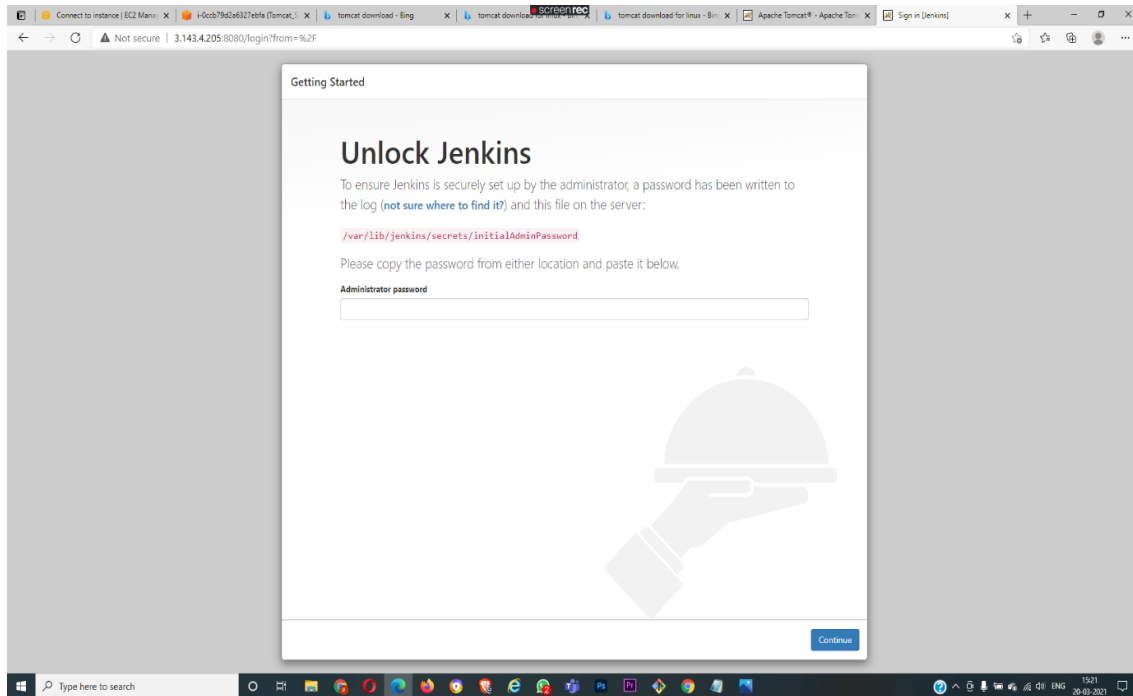 Connect to instance | EC2 Mana
i-0ccb79d2a6327ebfa (Tomcat_S
tomcat download - Bing
tomcat download for linux - Bin
screenrec
tomcat download for linux - Bin
Apache Tomcat® - Apache Tom
Sign in [Jenkins]
Not secure | 3.143.4.205:8080/login?from=%2F
Getting Started
Unlock Jenkins
To ensure Jenkins is securely set up by the administrator, a password has been written to
the log (not sure where to find it?) and this file on the server:
/var/lib/jenkins/secrets/initialAdminPassword
Please copy the password from either location and paste it below.
Administrator password
Continue
Type here to search
ENG
15:21
20-03-2021